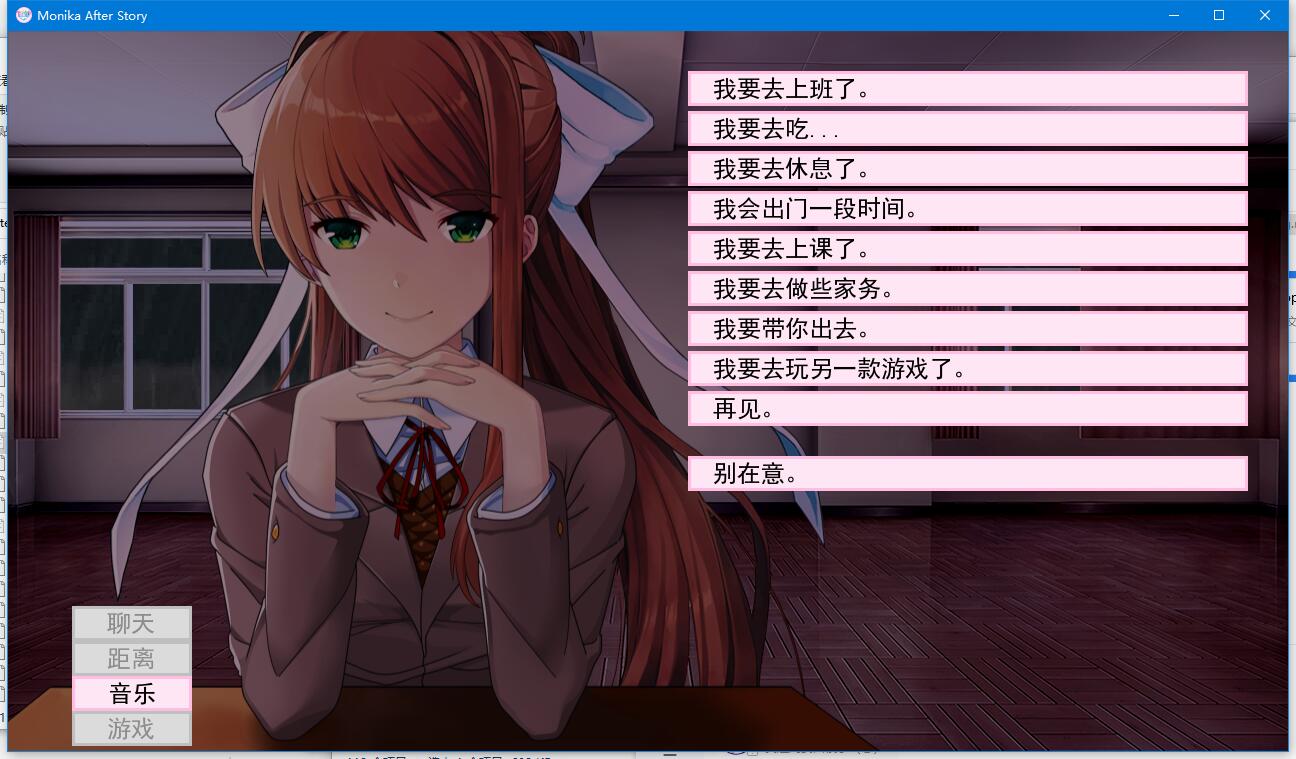 Monika After Story
我要去上班了。
我要去吃...
我要去休息了。
我会出门一段时间。
我要去上课了。
我要去做些家务。
我要带你出去。
我要去玩另一款游戏了。
再见。
别在意。
聊天
距离
音乐
游戏